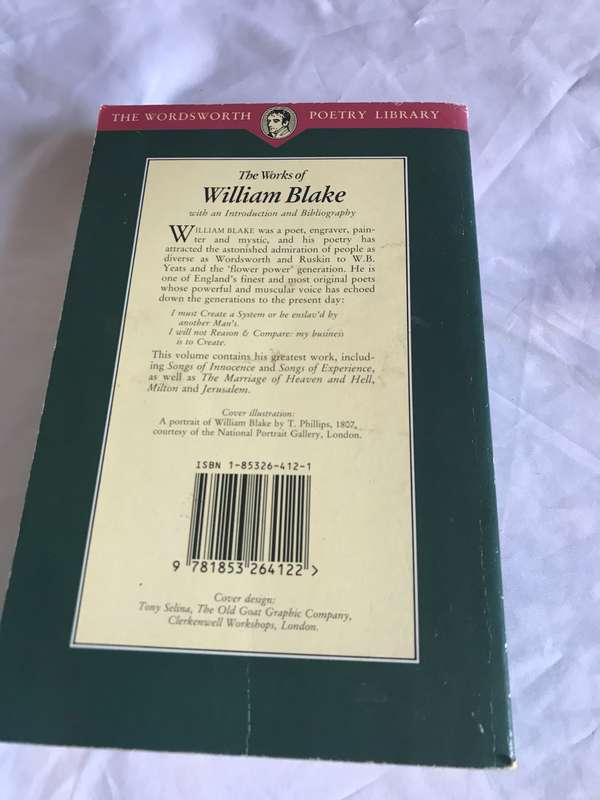 THE WORDSWORTH POETRY LIBRARY
The Works of
William Blake
with an Introduction and Bibliography
WILLIAM BLAKE was a poet, engraver, pain-
ter and mystic, and his poetry has
attracted the astonished admiration of people as
diverse as Wordsworth and Ruskin to W.B.
Yeats and the 'flower power' generation. He is
one of England's finest and most original poets
whose powerful and muscular voice has echoed
down the generations to the present day:
I must Create a System or be enslav'd by
another Man's.
I will not Reason & Compare: my business
is to Create.
This volume contains his greatest work, includ-
ing Songs of Innocence and Songs of Experience,
as well as The Marriage of Heaven and Hell,
Milton and Jerusalem.
Cover illustration:
A portrait of William Blake by T. Phillips, 1807,
courtesy of the National Portrait Gallery, London.
ISBN 1-85326-412-1
9 781853 264122 >
Cover design:
Tony Selina, The Old Goat Graphic Company,
Clerkenwell Workshops, London.